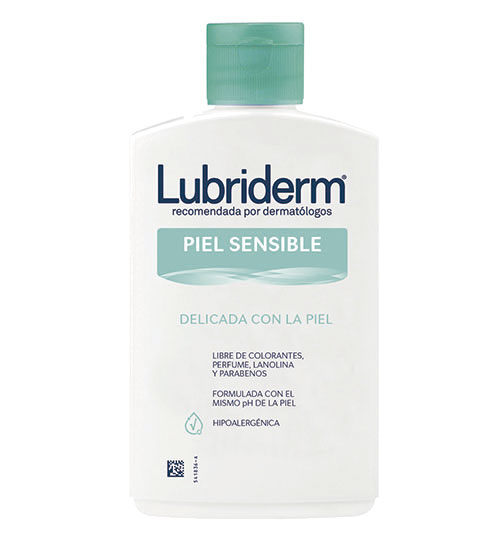 Lubriderm®
recomendada por dermatólogos
PIEL SENSIBLE
DELICADA CON LA PIEL
LIBRE DE COLORANTES,
PERFUME, LANOLINA
Y PARABENOS
FORMULADA CON EL
MISMO pH DE LA PIEL
HIPOALERGÉNICA
541836-A